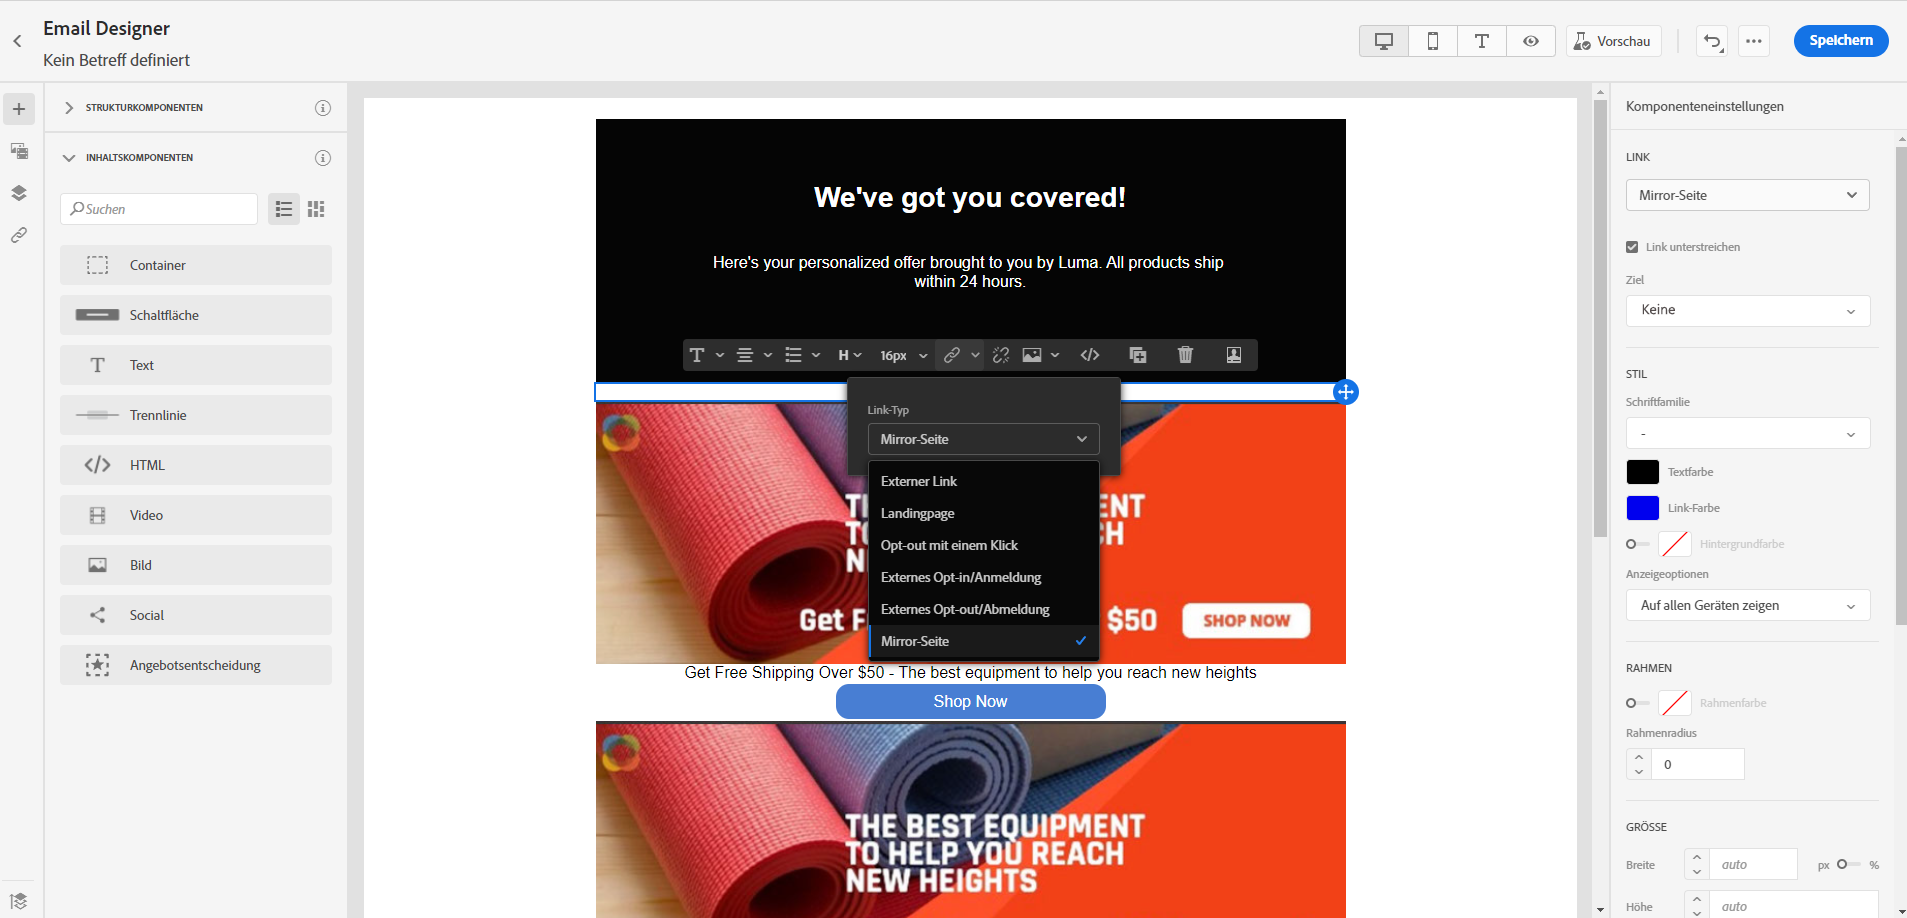 Email Designer
Kein Betreff definiert
Vorschau
Speichern
STRUKTURKOMPONENTEN
INHALTSKOMPONENTEN
Suchen
Container
Schaltfläche
Text
Trennlinie
HTML
Video
Bild
Social
Angebotsentscheidung
We've got you covered!
Here's your personalized offer brought to you by Luma. All products ship
within 24 hours.
H
16px
Link-Typ
Mirror-Seite
Externer Link
Landingpage
Opt-out mit einem Klick
Externes Opt-in/Anmeldung
Externes Opt-out/Abmeldung
Mirror-Seite
$50
SHOP NOW
Get Free Shipping Over $50 - The best equipment to help you reach new heights
Shop Now
THE BEST EQUIPMENT
TO HELP YOU REACH
NEW HEIGHTS
Komponenteneinstellungen
LINK
Mirror-Seite
Link unterstreichen
Ziel
Keine
STIL
Schriftfamilie
-
Textfarbe
Link-Farbe
Hintergrundfarbe
Anzeigeoptionen
Auf allen Geräten zeigen
RAHMEN
Rahmenfarbe
Rahmenradius
0
GRÖSSE
Breite
auto
px
%
Höhe
auto